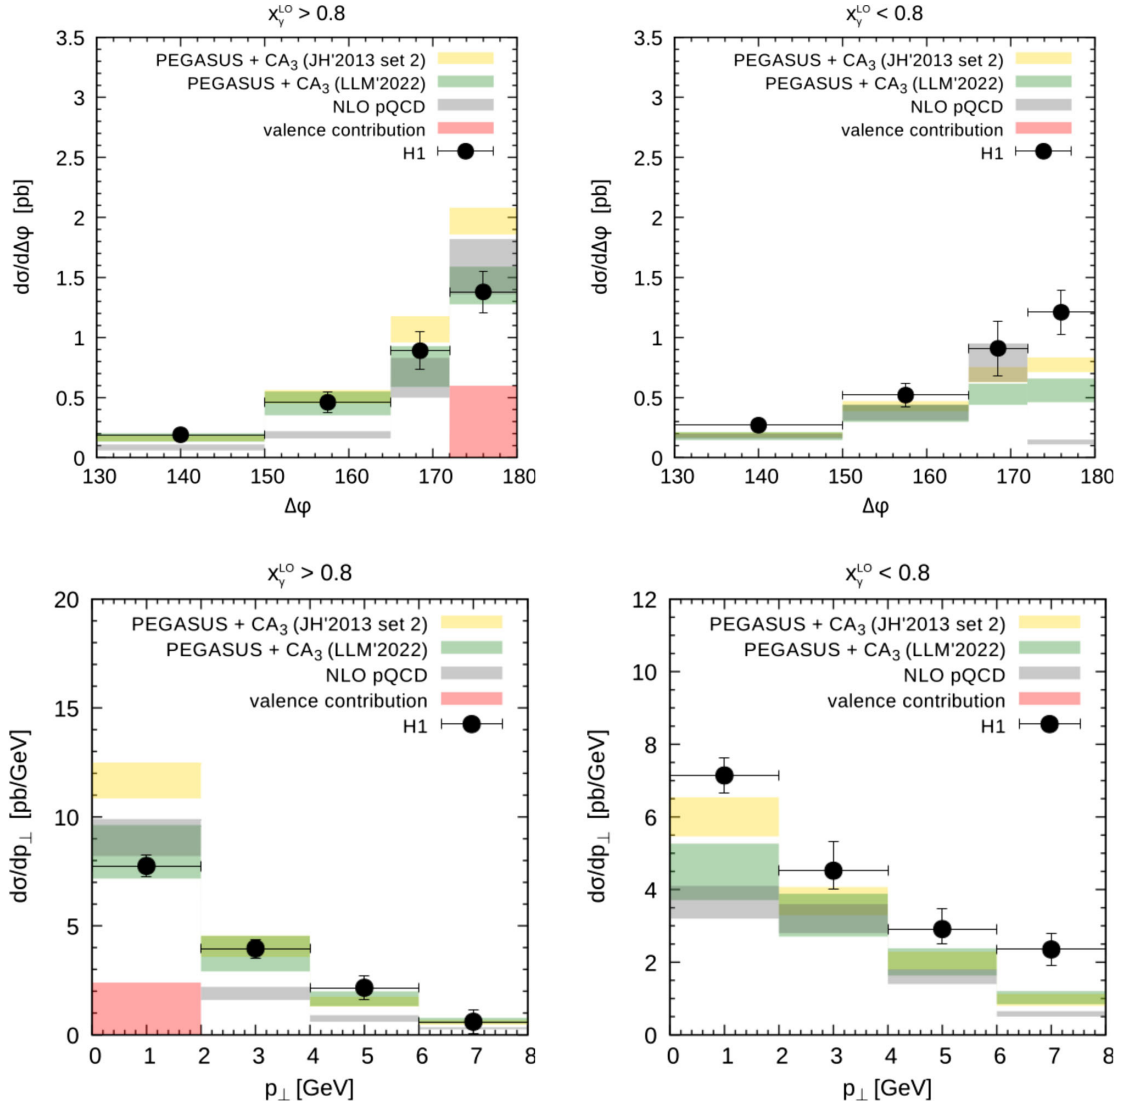 x_γ^LO > 0.8
3.5
3
2.5
2
1.5
1
0.5
0
dσ/dΔφ [pb]
PEGASUS + CA₃ (JH'2013 set 2)
PEGASUS + CA₃ (LLM'2022)
NLO pQCD
valence contribution
H1
130 140 150 160 170 180
Δφ
x_γ^LO < 0.8
3.5
3
2.5
2
1.5
1
0.5
0
dσ/dΔφ [pb]
PEGASUS + CA₃ (JH'2013 set 2)
PEGASUS + CA₃ (LLM'2022)
NLO pQCD
valence contribution
H1
130 140 150 160 170 180
Δφ
x_γ^LO > 0.8
20
15
10
5
0
dσ/dp⊥ [pb/GeV]
PEGASUS + CA₃ (JH'2013 set 2)
PEGASUS + CA₃ (LLM'2022)
NLO pQCD
valence contribution
H1
0 1 2 3 4 5 6 7 8
p⊥ [GeV]
x_γ^LO < 0.8
12
10
8
6
4
2
0
dσ/dp⊥ [pb/GeV]
PEGASUS + CA₃ (JH'2013 set 2)
PEGASUS + CA₃ (LLM'2022)
NLO pQCD
valence contribution
H1
0 1 2 3 4 5 6 7 8
p⊥ [GeV]